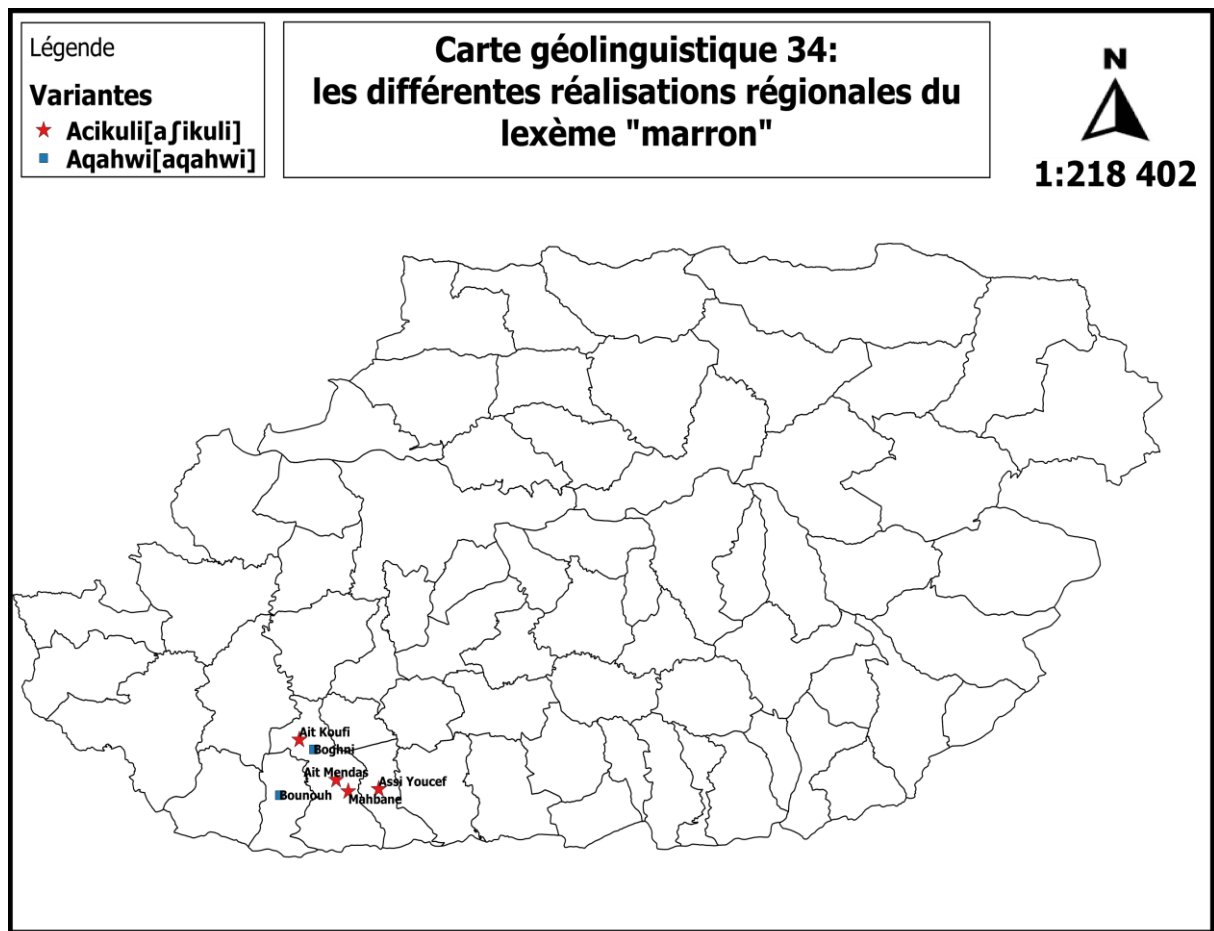 Légende
Variantes
Acikuli[aʃikuli]
Aqahwi[aqahwi]
Carte géolinguistique 34:
les différentes réalisations régionales du
lexème "marron"
N
1:218 402
Ait Koufi
Boghni
Ait Mendas
Assi Youcef
Bounouh
Mahbane